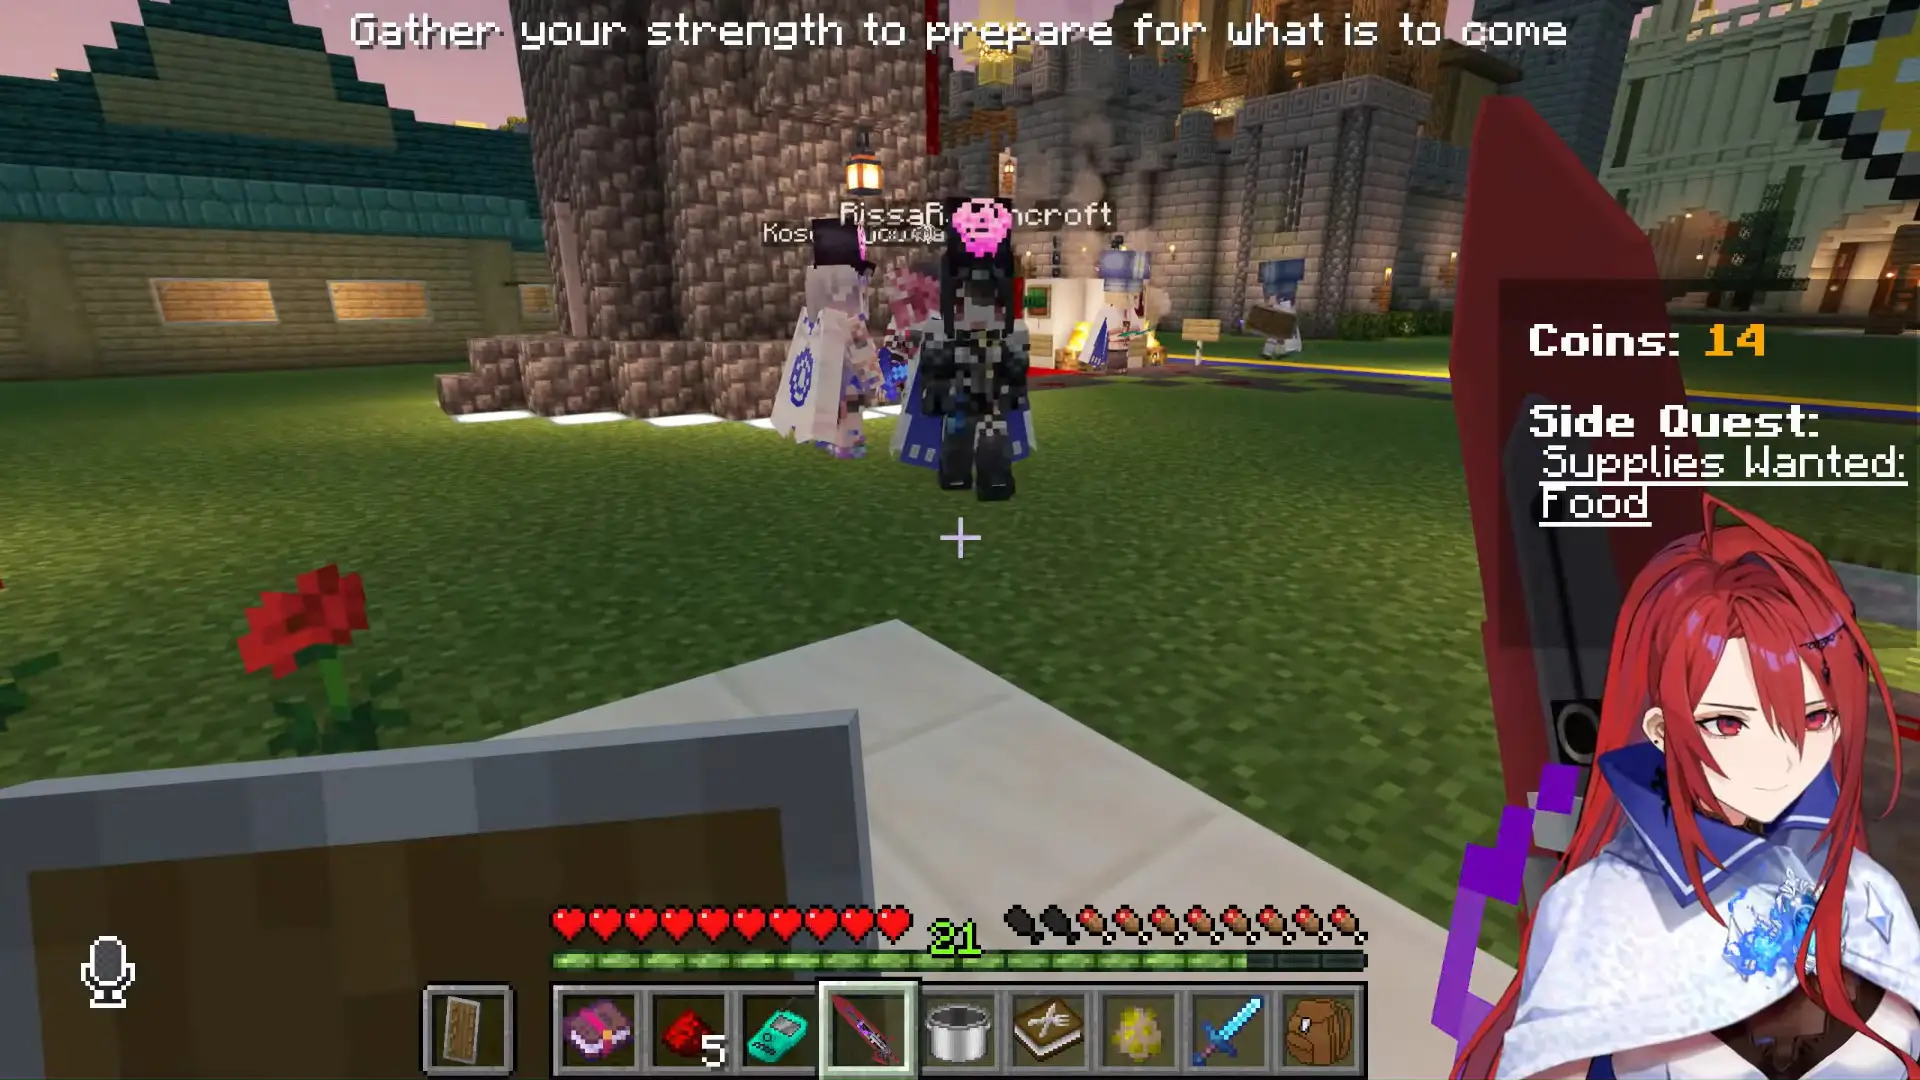 Gather your strength to prepare for what is to come
Coins: 14
Side Quest:
Supplies Wanted:
Food
21
5